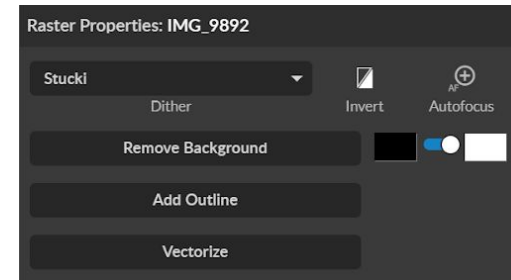 Raster Properties: IMG_9892
Stucki
Dither
Invert
AF
Autofocus
Remove Background
Add Outline
Vectorize